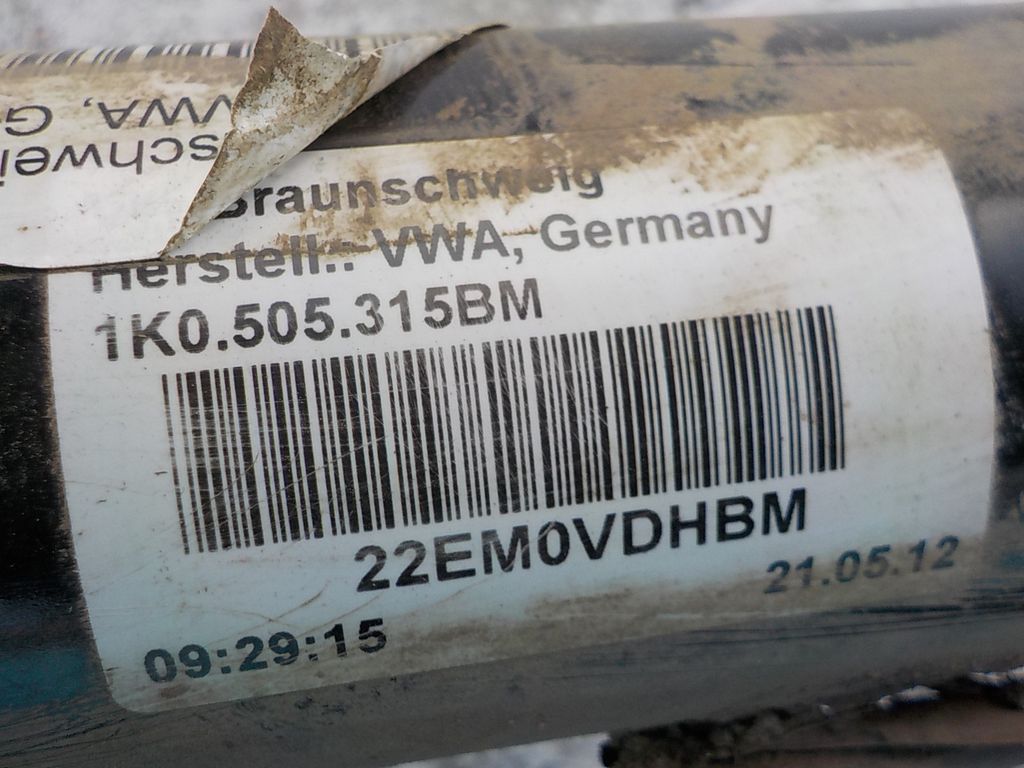 schwei
VWA, G
Braunschweig
Herstell.: VWA, Germany
1K0.505.315BM
22EM0VDHBM
21.05.12
09:29:15